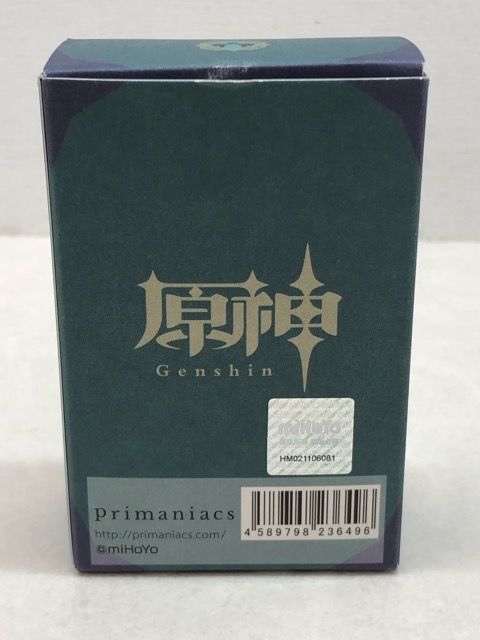 原神
Genshin
miHoYo
HM021106081
primaniacs
http://primaniacs.com/
©miHoYo
4 589798 236496